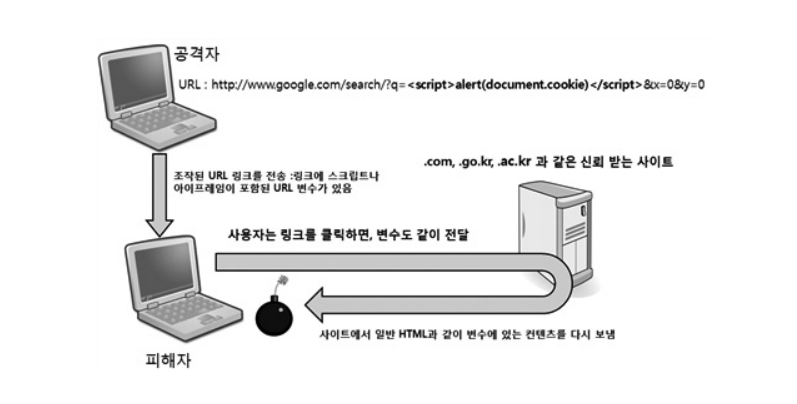 공격자
URL : http://www.google.com/search/?q=<script>alert(document.cookie)</script>&x=0&y=0
.com, .go.kr, .ac.kr 과 같은 신뢰 받는 사이트
조작된 URL 링크를 전송 :링크에 스크립트나
아이프레임이 포함된 URL 변수가 있음
사용자는 링크를 클릭하면, 변수도 같이 전달
사이트에서 일반 HTML과 같이 변수에 있는 컨텐츠를 다시 보냄
피해자